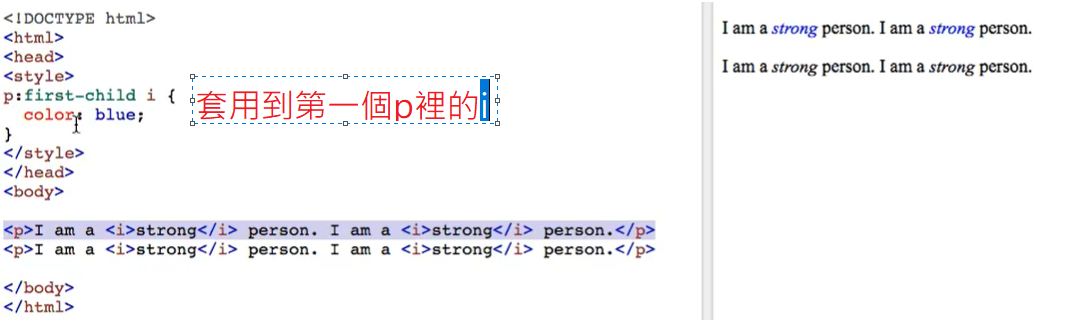 <!DOCTYPE html>
<html>
<head>
<style>
p:first-child i {
  color: blue;
}
</style>
</head>
<body>
<p>I am a <i>strong</i> person. I am a <i>strong</i> person.</p>
<p>I am a <i>strong</i> person. I am a <i>strong</i> person.</p>
</body>
</html>
套用到第一個p裡的i
I am a strong person. I am a strong person.
I am a strong person. I am a strong person.